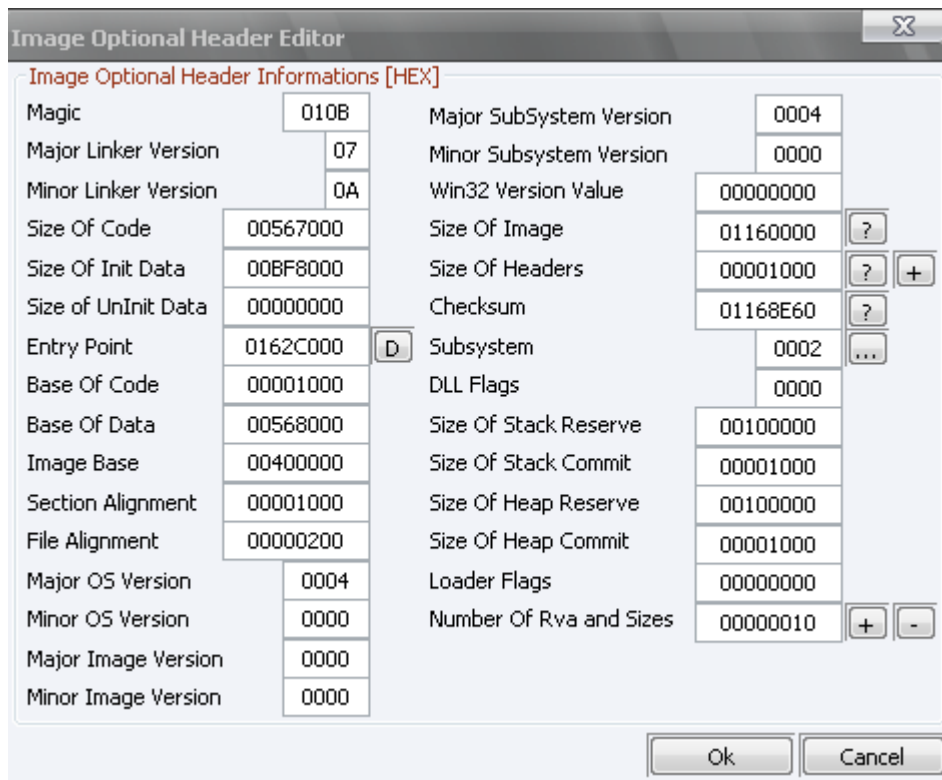 Image Optional Header Editor
Image Optional Header Informations [HEX]
Magic 010B
Major Linker Version 07
Minor Linker Version 0A
Size Of Code 00567000
Size Of Init Data 00BF8000
Size of UnInit Data 00000000
Entry Point 0162C000 D
Base Of Code 00001000
Base Of Data 00568000
Image Base 00400000
Section Alignment 00001000
File Alignment 00000200
Major OS Version 0004
Minor OS Version 0000
Major Image Version 0000
Minor Image Version 0000
Major SubSystem Version 0004
Minor Subsystem Version 0000
Win32 Version Value 00000000
Size Of Image 01160000 ?
Size Of Headers 00001000 ? +
Checksum 01168E60 ?
Subsystem 0002 ...
DLL Flags 0000
Size Of Stack Reserve 00100000
Size Of Stack Commit 00001000
Size Of Heap Reserve 00100000
Size Of Heap Commit 00001000
Loader Flags 00000000
Number Of Rva and Sizes 00000010 + -
Ok Cancel